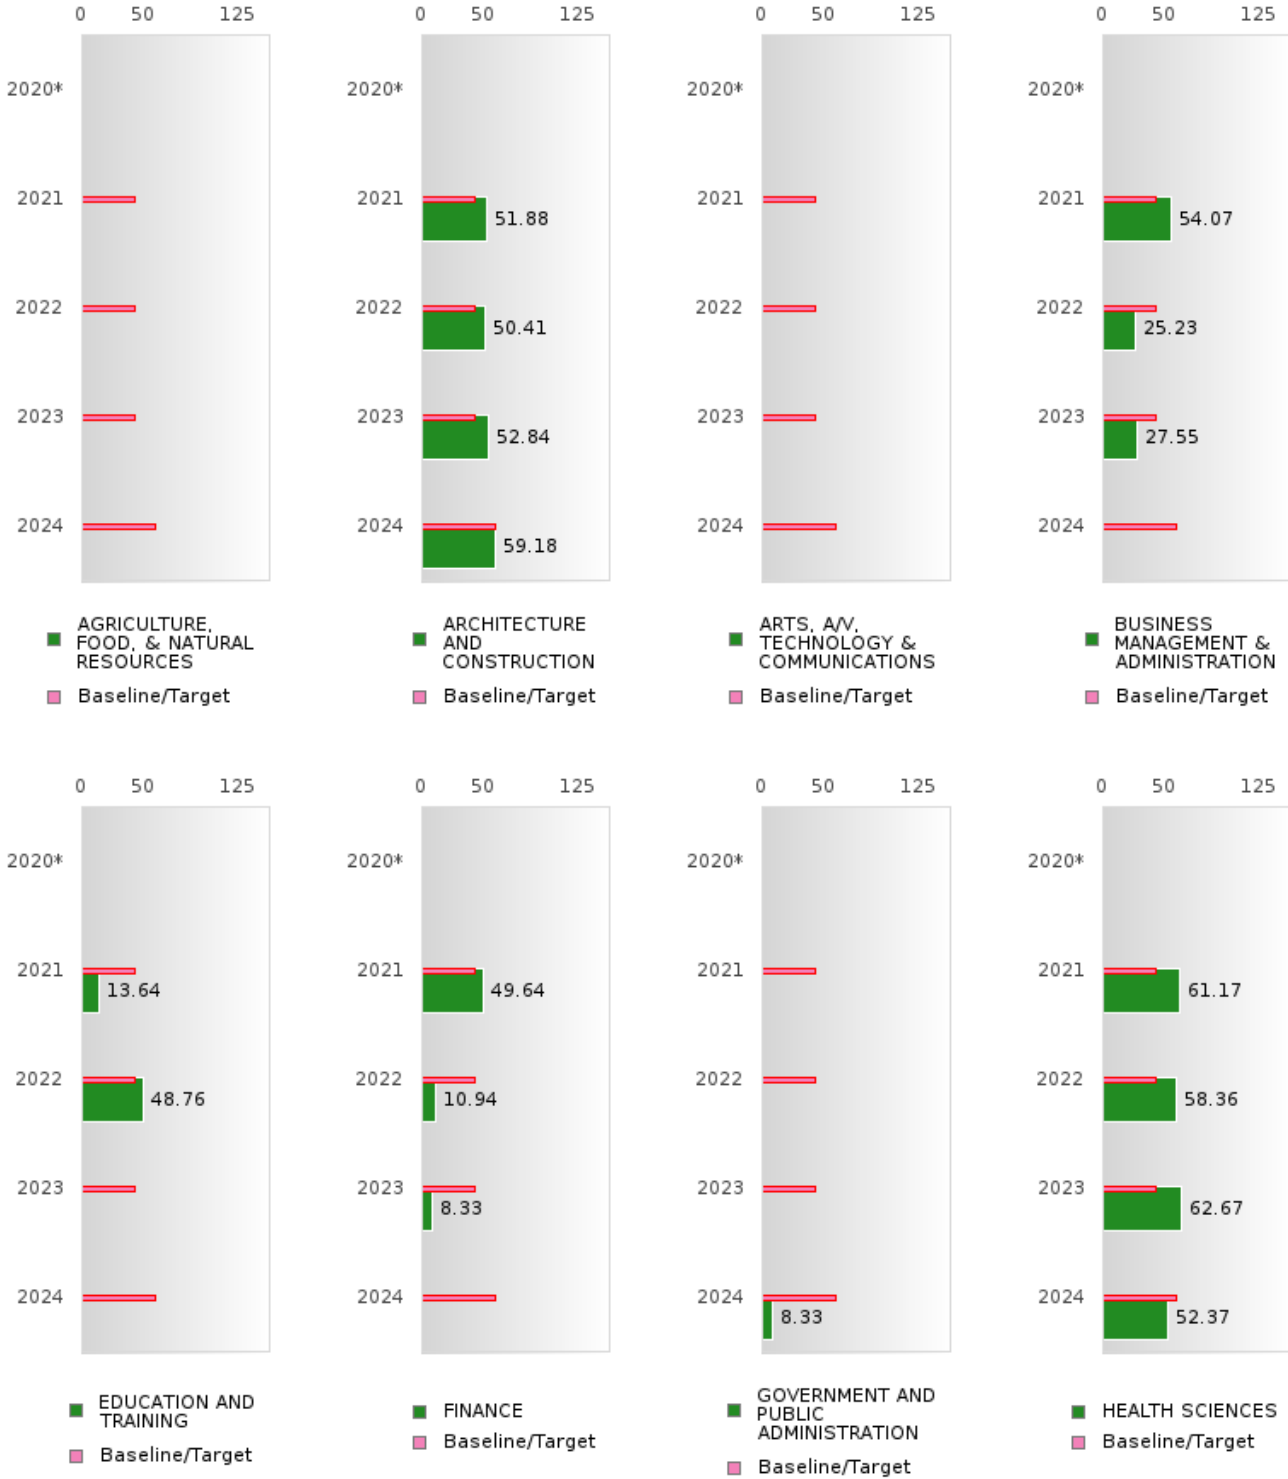 0 50 125
2020*
2021
2022
2023
2024
AGRICULTURE,
FOOD, & NATURAL
RESOURCES
Baseline/Target
0 50 125
2020*
2021
51.88
2022
50.41
2023
52.84
2024
59.18
ARCHITECTURE
AND
CONSTRUCTION
Baseline/Target
0 50 125
2020*
2021
2022
2023
2024
ARTS, A/V,
TECHNOLOGY &
COMMUNICATIONS
Baseline/Target
0 50 125
2020*
2021
54.07
2022
25.23
2023
27.55
2024
BUSINESS
MANAGEMENT &
ADMINISTRATION
Baseline/Target
0 50 125
2020*
2021
13.64
2022
48.76
2023
2024
EDUCATION AND
TRAINING
Baseline/Target
0 50 125
2020*
2021
49.64
2022
10.94
2023
8.33
2024
FINANCE
Baseline/Target
0 50 125
2020*
2021
2022
2023
2024
8.33
GOVERNMENT AND
PUBLIC
ADMINISTRATION
Baseline/Target
0 50 125
2020*
2021
61.17
2022
58.36
2023
62.67
2024
52.37
HEALTH SCIENCES
Baseline/Target